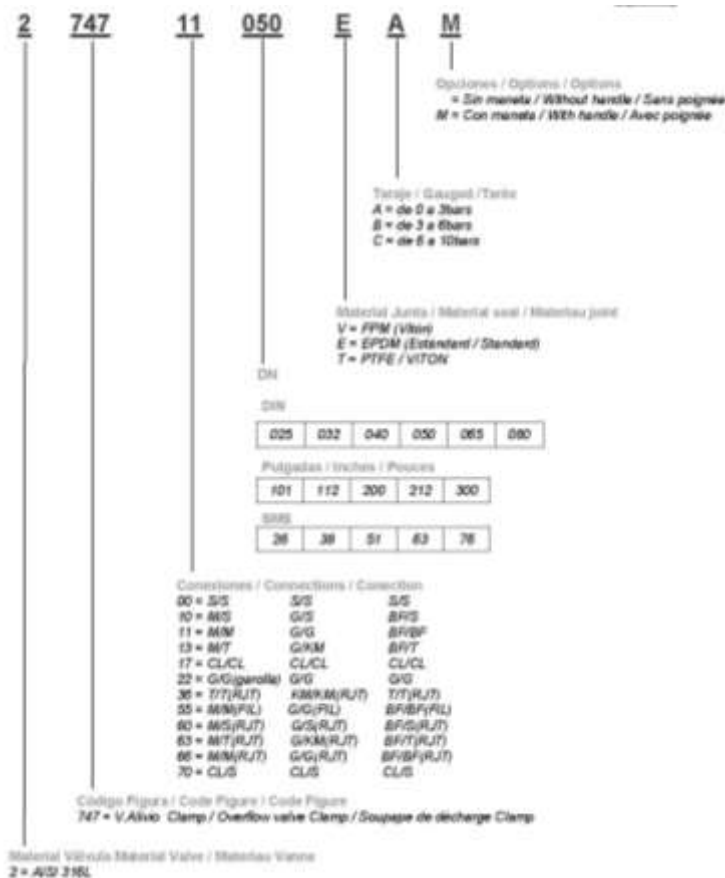 2 747 11 050 E A M
Opciones / Options / Options
= Sin maneta / Without handle / Sans poignée
M = Con maneta / With handle / Avec poignée
Taraje / Gauged /Tarée
A = de 0 a 3bars
B = de 3 a 6bars
C = de 6 a 10bars
Material Junta / Material seal / Materiau joint
V = FPM (Viton)
E = EPDM (Estandard / Standard)
T = PTFE / VITON
DN
DIN
025 032 040 050 065 080
Pulgadas / Inches / Pouces
101 112 200 212 300
SMS
38 51 63 76
Conexiones / Connections / Conection
00 = S/S S/S S/S
10 = M/S G/S BF/S
11 = M/M G/G BF/BF
13 = M/T G/KM BF/T
17 = CL/CL CL/CL CL/CL
22 = G/G(garolla) G/G G/G
36 = T/T(RJT) KM/KM(RJT) T/T(RJT)
55 = M/M(FIL) G/G(FIL) BF/BF(FIL)
60 = M/S(RJT) G/S(RJT) BF/S(RJT)
63 = M/T(RJT) G/KM(RJT) BF/T(RJT)
66 = M/M(RJT) G/G(RJT) BF/BF(RJT)
70 = CL/S CL/S CL/S
Código Figura / Code Figure / Code Figure
747 = V.Alivio Clamp / Overflow valve Clamp / Soupape de décharge Clamp
Material Válvula Material Valve / Materiau Vanne
2 = AISI 316L